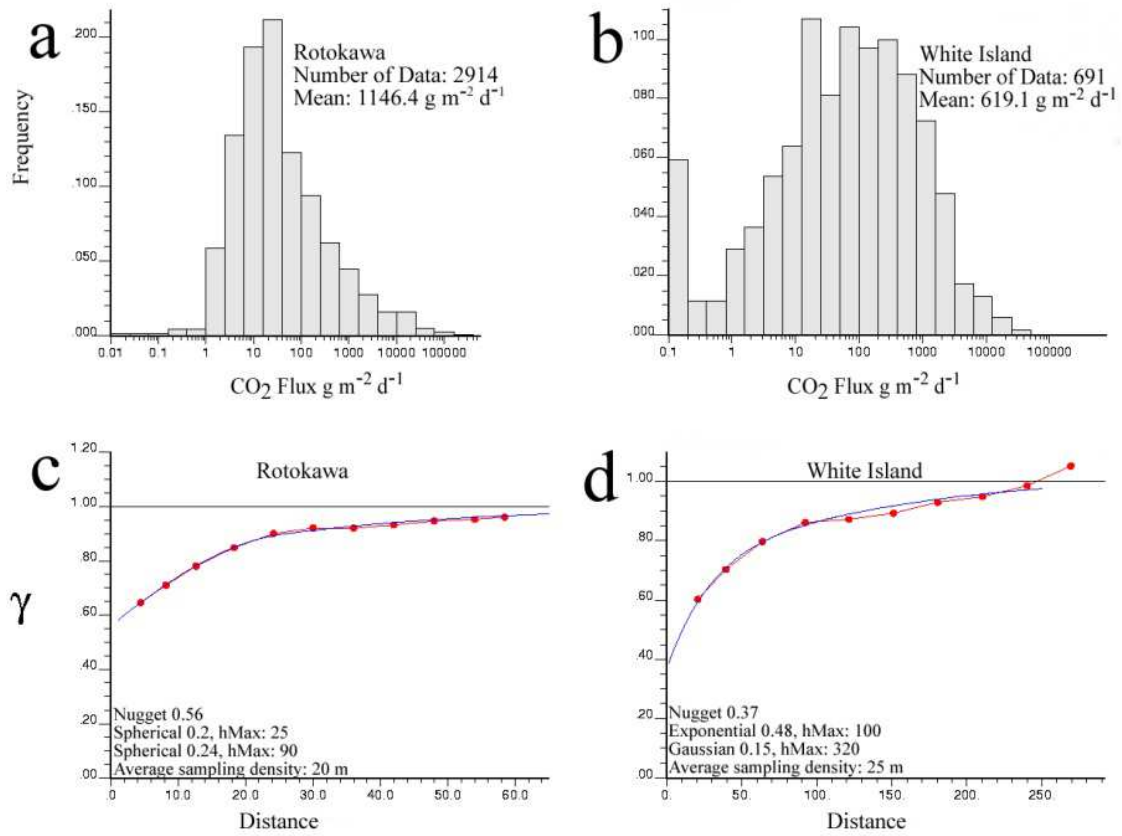 a
Rotokawa
Number of Data: 2914
Mean: 1146.4 g m⁻² d⁻¹
Frequency
.200
.150
.100
.050
.000
0.01 0.1 1 10 100 1000 10000 100000
CO₂ Flux g m⁻² d⁻¹
b
White Island
Number of Data: 691
Mean: 619.1 g m⁻² d⁻¹
.100
.080
.060
.040
.020
.000
0.1 1 10 100 1000 10000 100000
CO₂ Flux g m⁻² d⁻¹
c
Rotokawa
γ
1.20
1.00
.80
.60
.40
.20
.00
Nugget 0.56
Spherical 0.2, hMax: 25
Spherical 0.24, hMax: 90
Average sampling density: 20 m
.0 10.0 20.0 30.0 40.0 50.0 60.0
Distance
d
White Island
1.00
.80
.60
.40
.20
.00
Nugget 0.37
Exponential 0.48, hMax: 100
Gaussian 0.15, hMax: 320
Average sampling density: 25 m
0. 50. 100. 150. 200. 250.
Distance